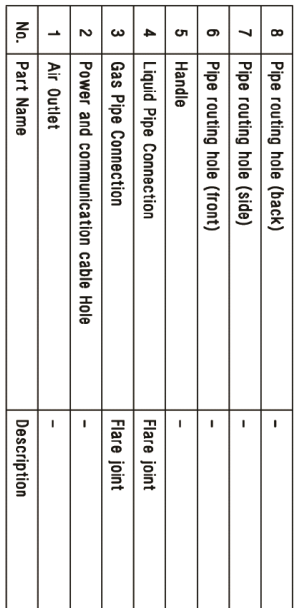 8 Pipe routing hole (back) -
7 Pipe routing hole (side) -
6 Pipe routing hole (front) -
5 Handle -
4 Liquid Pipe Connection Flare joint
3 Gas Pipe Connection Flare joint
2 Power and communication cable Hole -
1 Air Outlet -
No. Part Name Description